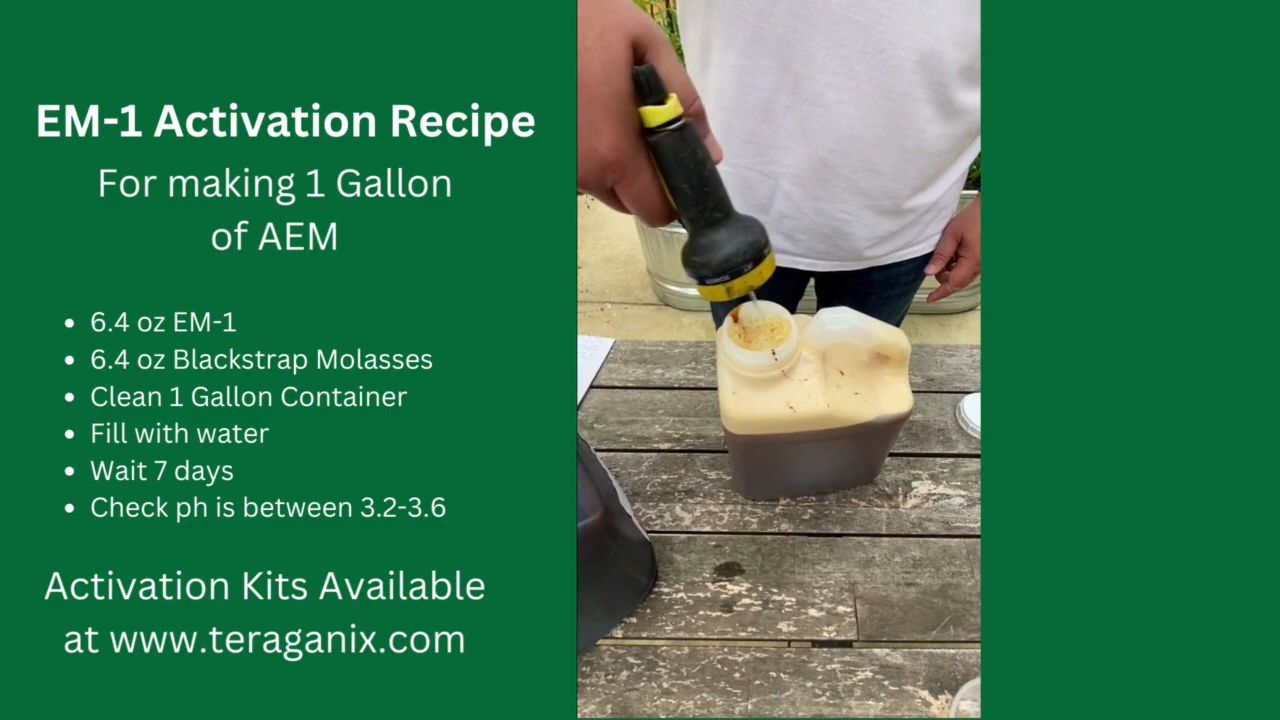 EM-1 Activation Recipe
For making 1 Gallon
of AEM
6.4 oz EM-1
6.4 oz Blackstrap Molasses
Clean 1 Gallon Container
Fill with water
Wait 7 days
Check ph is between 3.2-3.6
Activation Kits Available
at www.teraganix.com